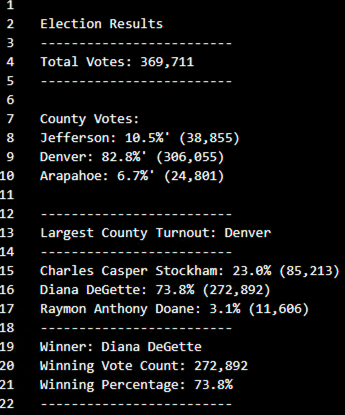 1
2 Election Results
3 -------------------------
4 Total Votes: 369,711
5 -------------------------
6
7 County Votes:
8 Jefferson: 10.5%' (38,855)
9 Denver: 82.8%' (306,055)
10 Arapahoe: 6.7%' (24,801)
11
12 -------------------------
13 Largest County Turnout: Denver
14 -------------------------
15 Charles Casper Stockham: 23.0% (85,213)
16 Diana DeGette: 73.8% (272,892)
17 Raymon Anthony Doane: 3.1% (11,606)
18 -------------------------
19 Winner: Diana DeGette
20 Winning Vote Count: 272,892
21 Winning Percentage: 73.8%
22 -------------------------